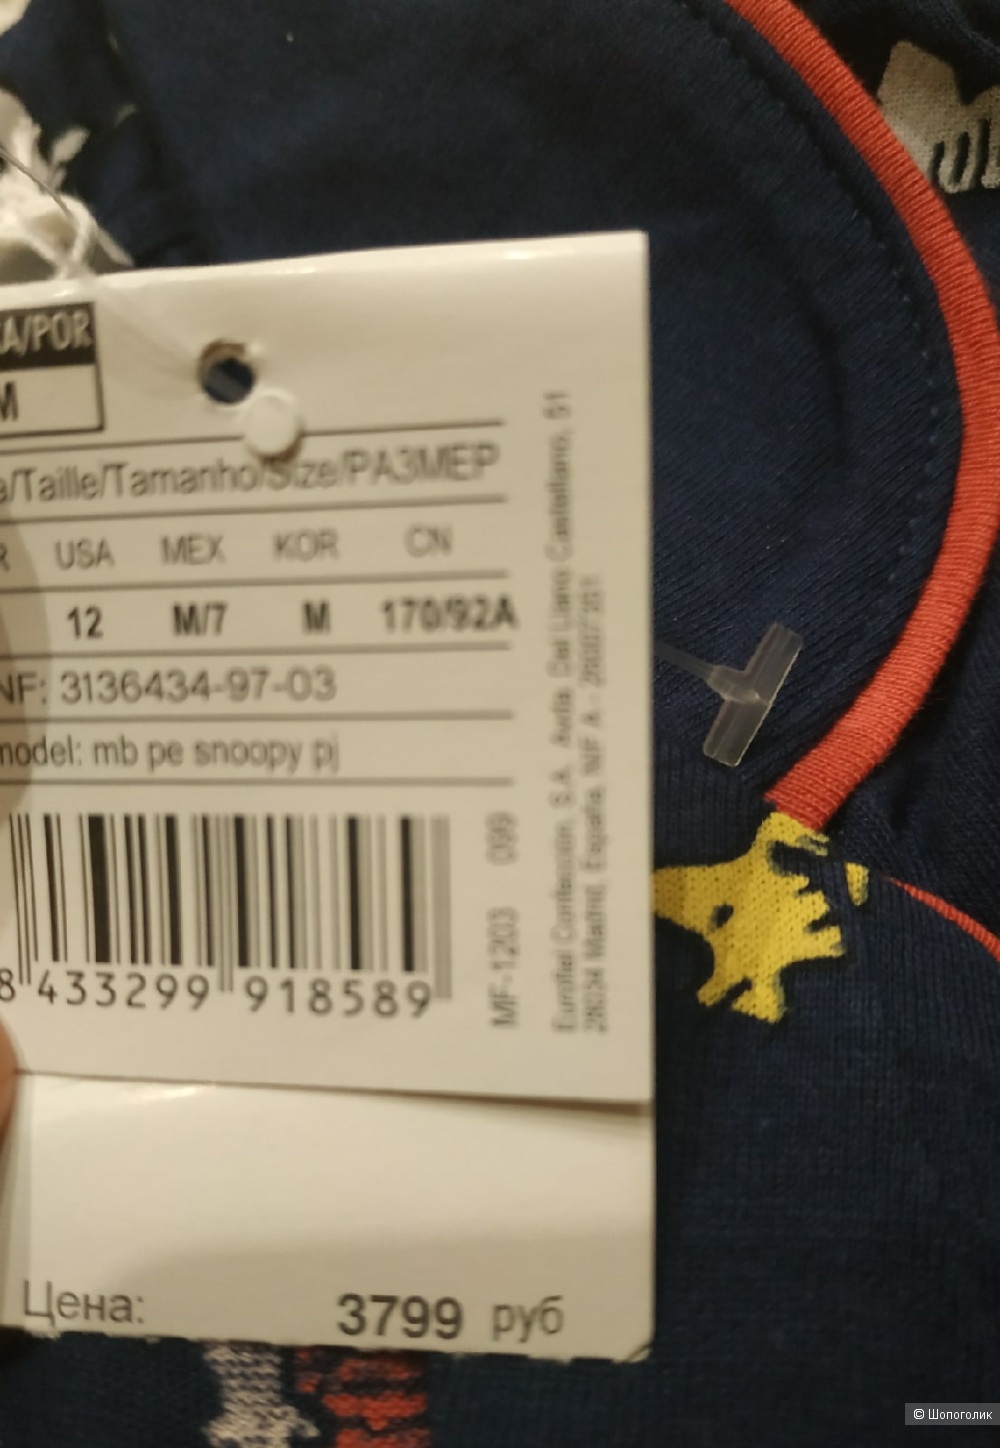 A/POR
M
a/Taille/Tamanho/Size/РАЗМЕР
R USA MEX KOR CN
12 M/7 M 170/92A
NF: 3136434-97-03
model: mb pe snoopy pj
8 433299 918589
MF-1203 099
Eurofiel Confección, S.A. Avda. Del Llano Castellano, 51
28034 Madrid, España, NIF A - 28007201
Цена: 3799 руб
© Шопоголик